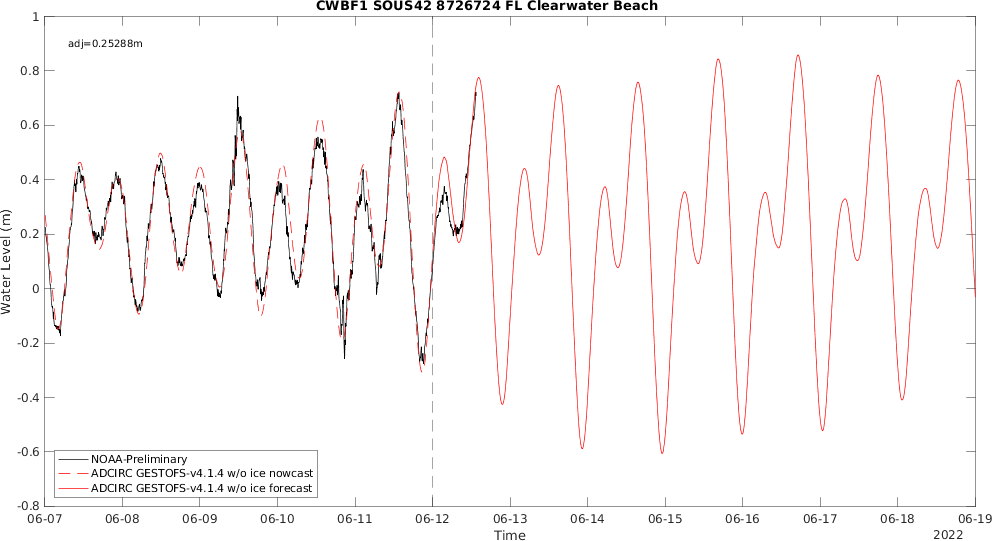 CWBF1 SOUS42 8726724 FL Clearwater Beach
adj=0.25288m
Water Level (m)
1
0.8
0.6
0.4
0.2
0
-0.2
-0.4
-0.6
-0.8
NOAA-Preliminary
ADCIRC GESTOFS-v4.1.4 w/o ice nowcast
ADCIRC GESTOFS-v4.1.4 w/o ice forecast
06-07 06-08 06-09 06-10 06-11 06-12 06-13 06-14 06-15 06-16 06-17 06-18 06-19
Time
2022